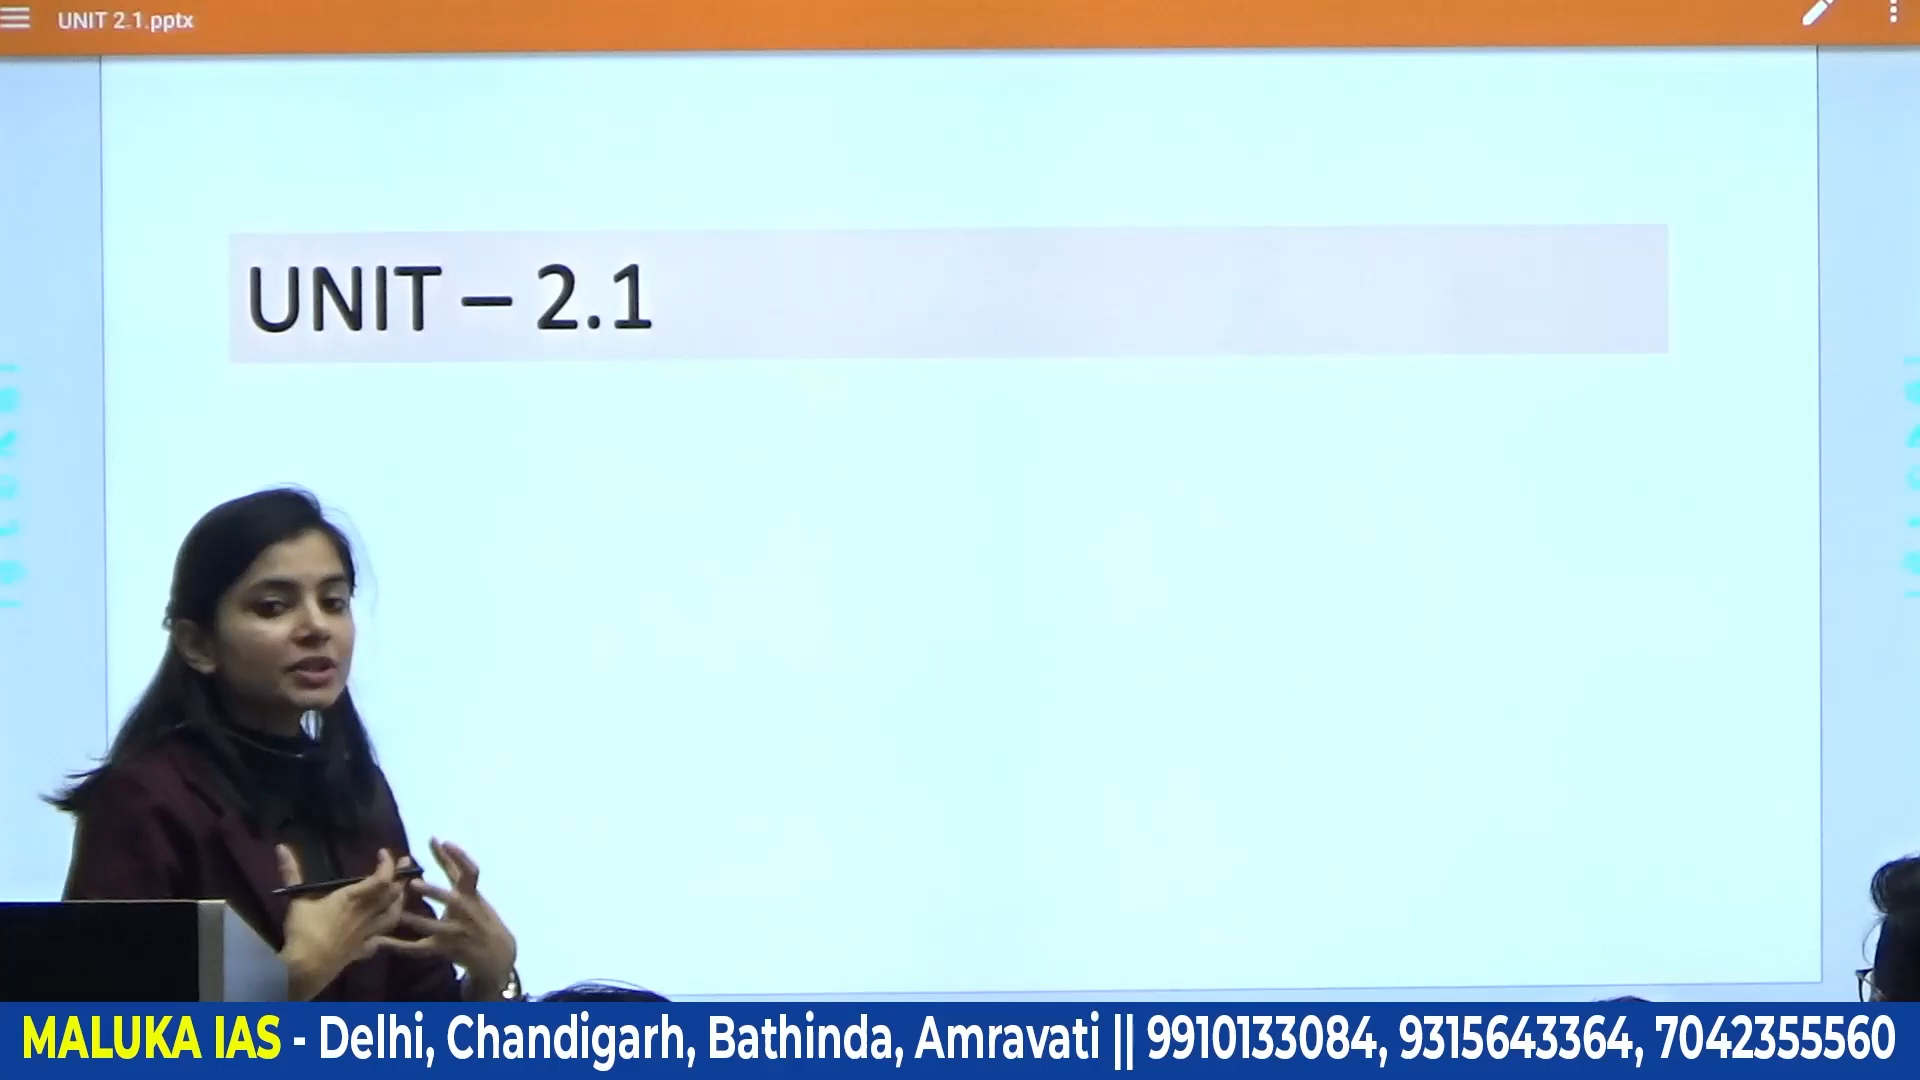 UNIT 2.1.pptx
UNIT – 2.1
MALUKA IAS - Delhi, Chandigarh, Bathinda, Amravati || 9910133084, 9315643364, 7042355560